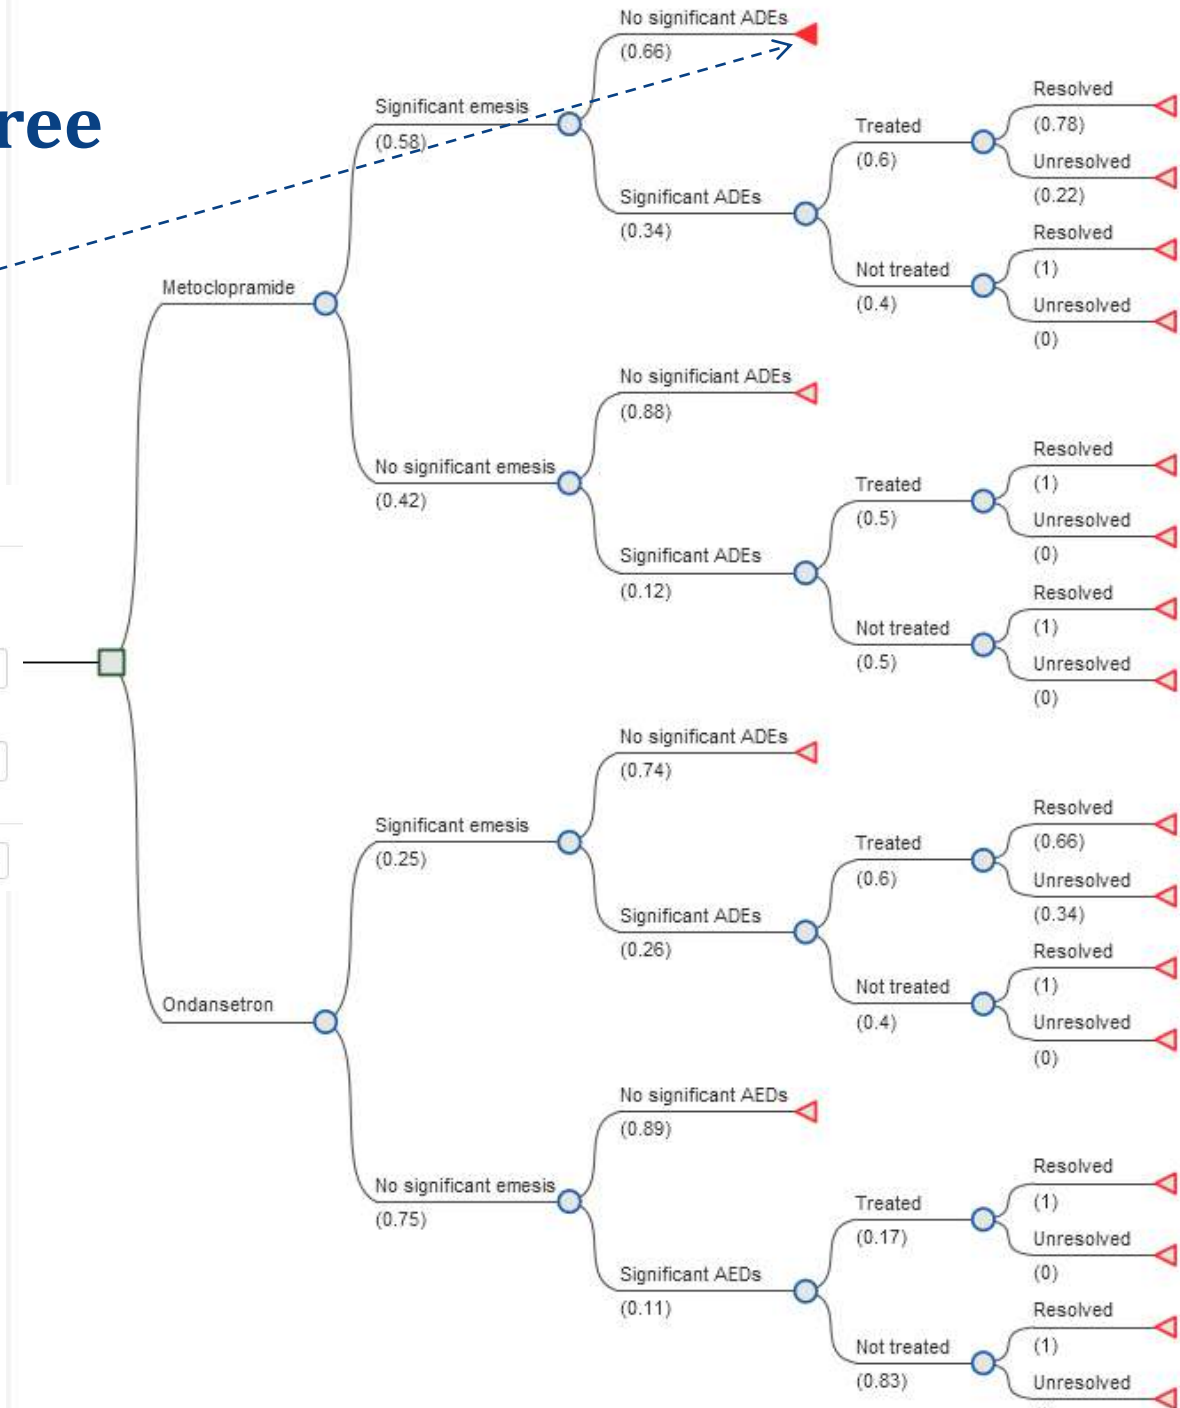 ree
No significant ADEs
(0.66)
Significant emesis
(0.58)
Resolved
(0.78)
Treated
(0.6)
Unresolved
(0.22)
Significant ADEs
(0.34)
Resolved
(1)
Not treated
(0.4)
Unresolved
(0)
Metoclopramide
No significiant ADEs
(0.88)
No significant emesis
(0.42)
Resolved
(1)
Treated
(0.5)
Unresolved
(0)
Significant ADEs
(0.12)
Resolved
(1)
Not treated
(0.5)
Unresolved
(0)
No significant ADEs
(0.74)
Significant emesis
(0.25)
Resolved
(0.66)
Treated
(0.6)
Unresolved
(0.34)
Significant ADEs
(0.26)
Resolved
(1)
Not treated
(0.4)
Unresolved
(0)
Ondansetron
No significant AEDs
(0.89)
No significant emesis
(0.75)
Resolved
(1)
Treated
(0.17)
Unresolved
(0)
Significant AEDs
(0.11)
Resolved
(1)
Not treated
(0.83)
Unresolved